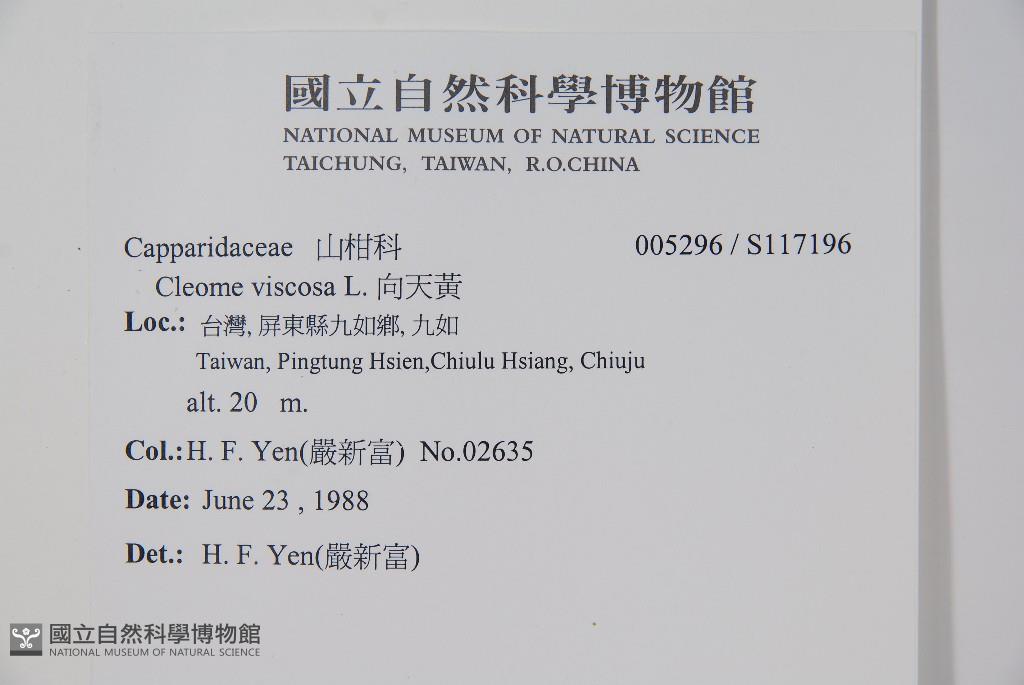 國立自然科學博物館
NATIONAL MUSEUM OF NATURAL SCIENCE
TAICHUNG, TAIWAN, R.O.CHINA
Capparidaceae 山柑科 005296 / S117196
Cleome viscosa L. 向天黃
Loc.: 台灣, 屏東縣九如鄉, 九如
Taiwan, Pingtung Hsien,Chiulu Hsiang, Chiuju
alt. 20 m.
Col.:H. F. Yen(嚴新富) No.02635
Date: June 23 , 1988
Det.: H. F. Yen(嚴新富)
國立自然科學博物館
NATIONAL MUSEUM OF NATURAL SCIENCE